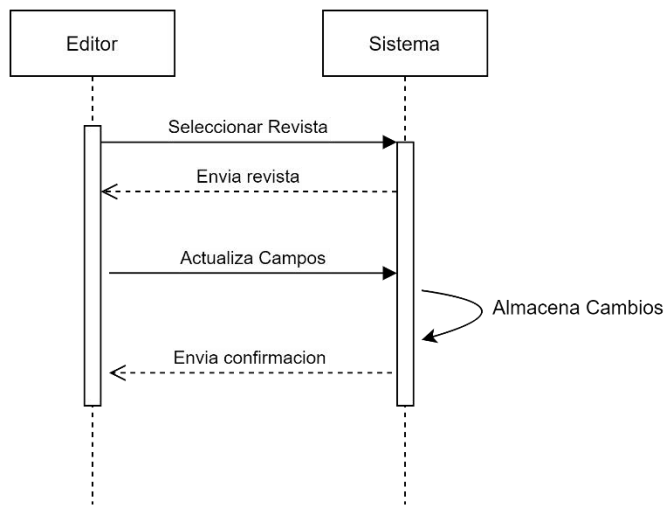 Editor
Sistema
Seleccionar Revista
Envia revista
Actualiza Campos
Almacena Cambios
Envia confirmacion